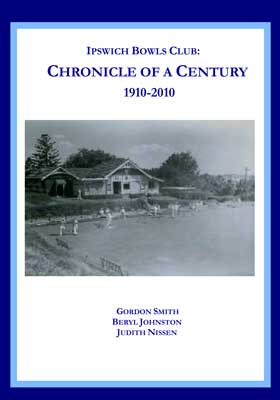 IPSWICH BOWLS CLUB:
CHRONICLE OF A CENTURY
1910-2010
GORDON SMITH
BERYL JOHNSTON
JUDITH NISSEN